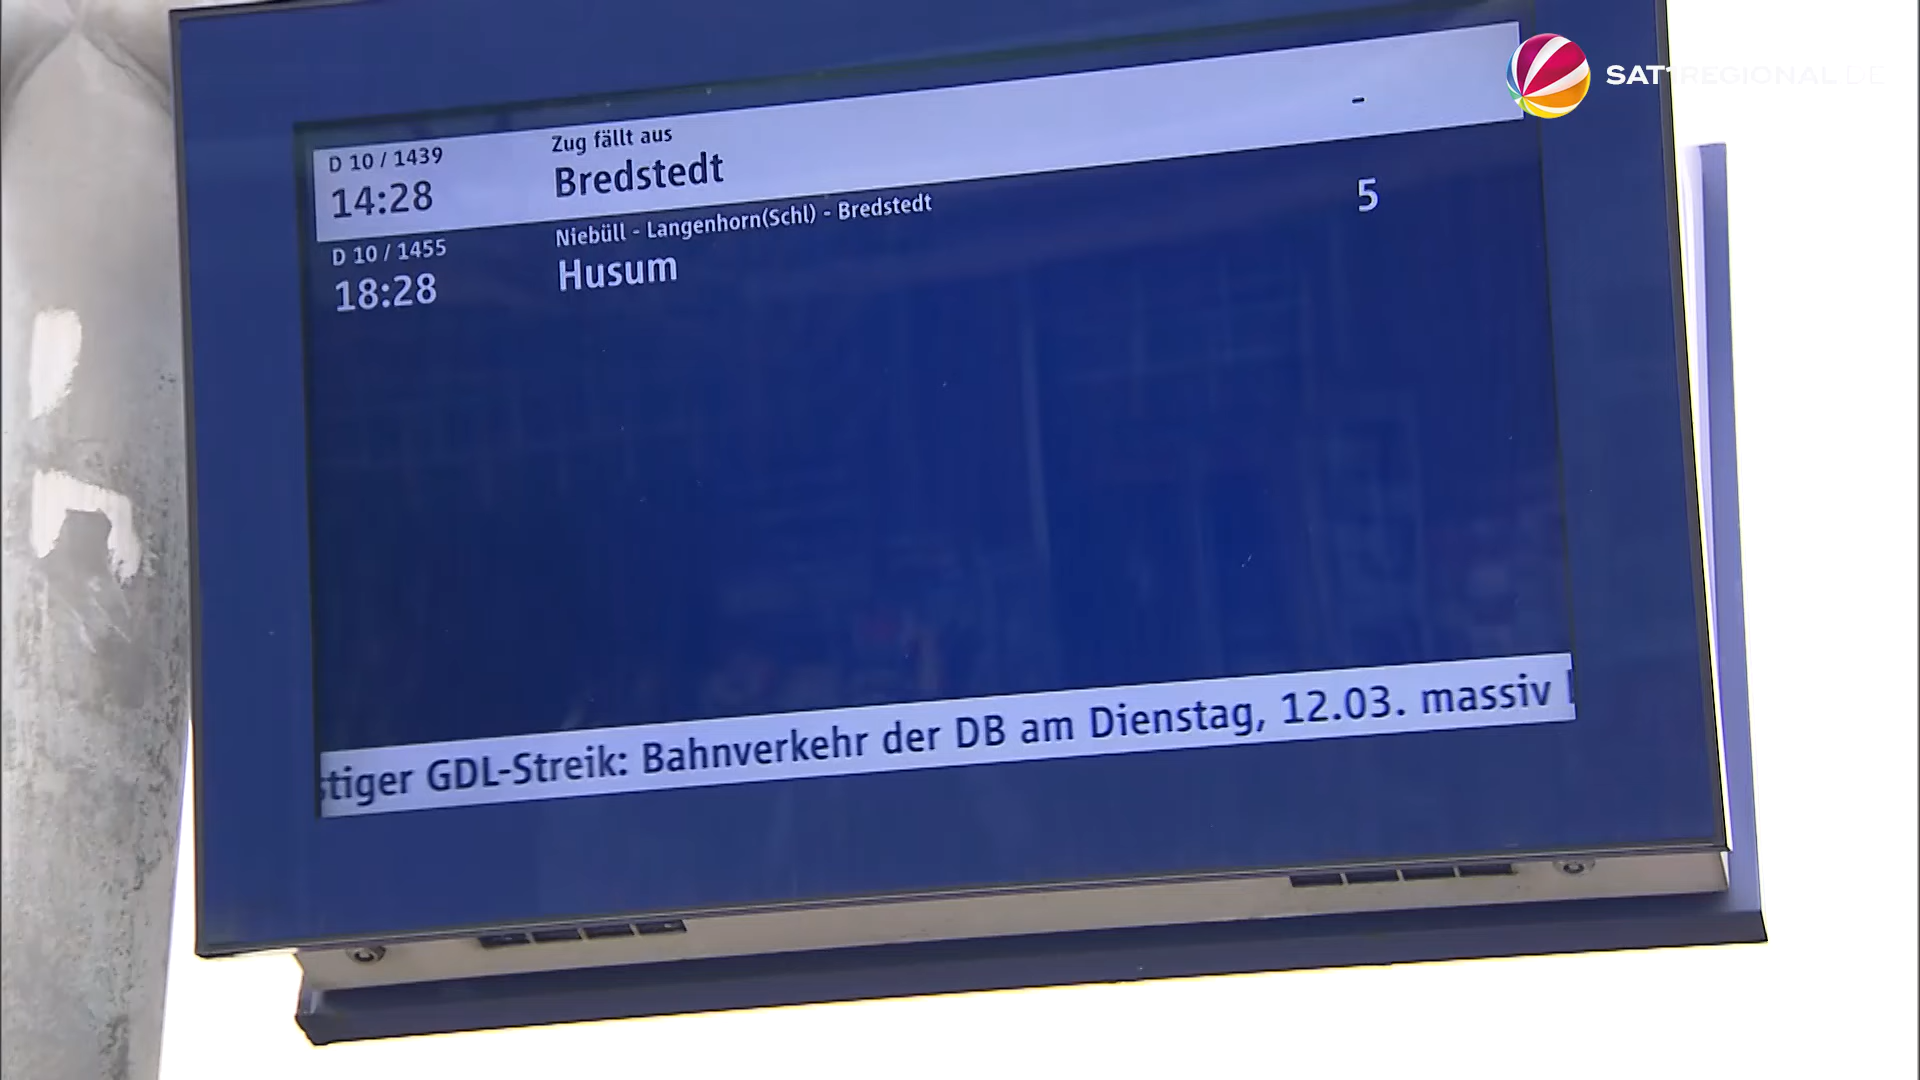 SAT.1 REGIONAL.DE
Zug fällt aus
D 10 / 1439
14:28
Bredstedt
-
Niebüll - Langenhorn(Schl) - Bredstedt
D 10 / 1455
18:28
Husum
5
tiger GDL-Streik: Bahnverkehr der DB am Dienstag, 12.03. massiv